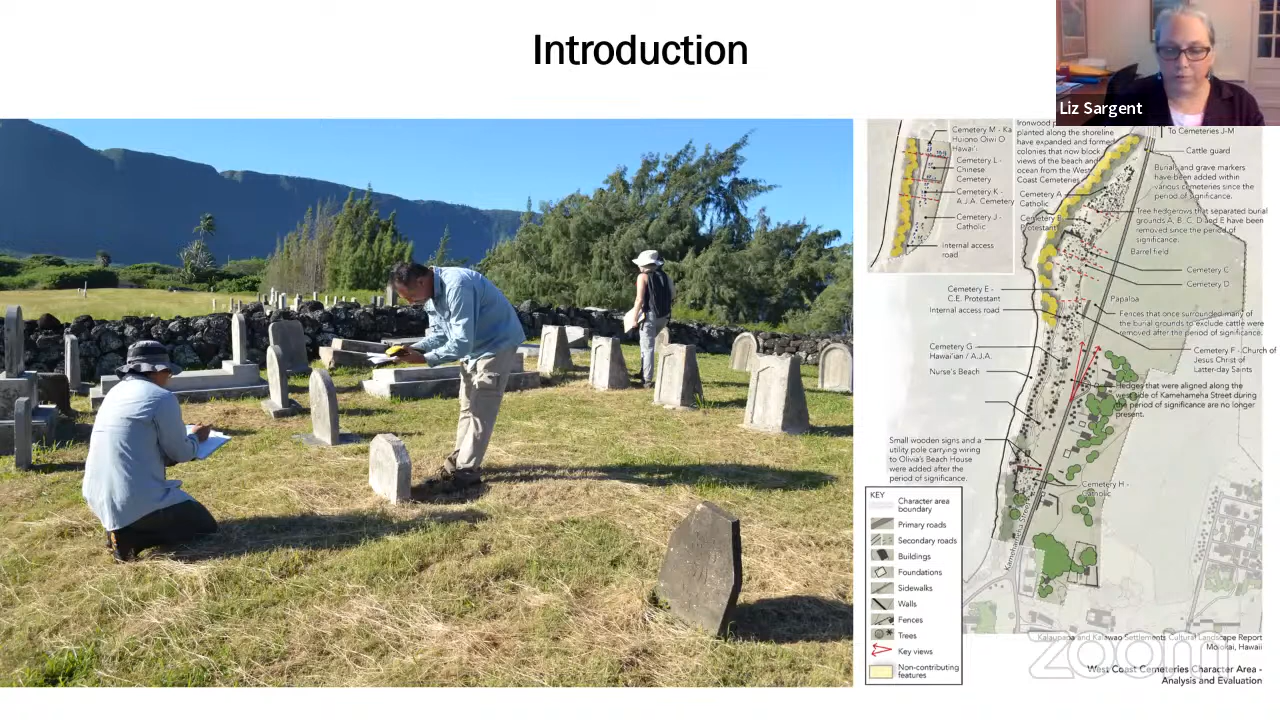 Introduction
Liz Sargent
Cemetery M - Ka
Huiono Oiwi O
Hawai'i
Cemetery L -
Chinese
Cemetery
Cemetery K -
A.J.A. Cemetery
Cemetery J -
Catholic
Internal access
road
Ironwood
planted along the shoreline
have expanded and formed
colonies that now block
views of the beach and
ocean from the West
Coast Cemeteries
To Cemeteries J-M
Cattle guard
Burials and grave markers
have been added within
various cemeteries since the
period of significance.
Cemetery A
Catholic
Cemetery B
Protestant
Tree hedgerows that separated burial
grounds A, B, C, D and E have been
removed since the period of
significance.
Barrel field
Cemetery C
Cemetery D
Cemetery E -
C.E. Protestant
Internal access road
Papaloa
Fences that once surrounded many of
the burial grounds to exclude cattle were
removed after the period of significance.
Cemetery G
Hawai'ian / A.J.A.
Cemetery F - Church of
Jesus Christ of
Latter-day Saints
Nurse's Beach
Hedges that were aligned along the
west side of Kamehameha Street during
the period of significance are no longer
present.
Small wooden signs and a
utility pole carrying wiring
to Olivia's Beach House
were added after the
period of significance.
Cemetery H -
Catholic
Kamehameha Street
KEY
Character area
boundary
Primary roads
Secondary roads
Buildings
Foundations
Sidewalks
Walls
Fences
Trees
Key views
Non-contributing
features
Kalaupapa and Kalawao Settlements Cultural Landscape Report
Molokai, Hawaii
zoom
West Coast Cemeteries Character Area -
Analysis and Evaluation